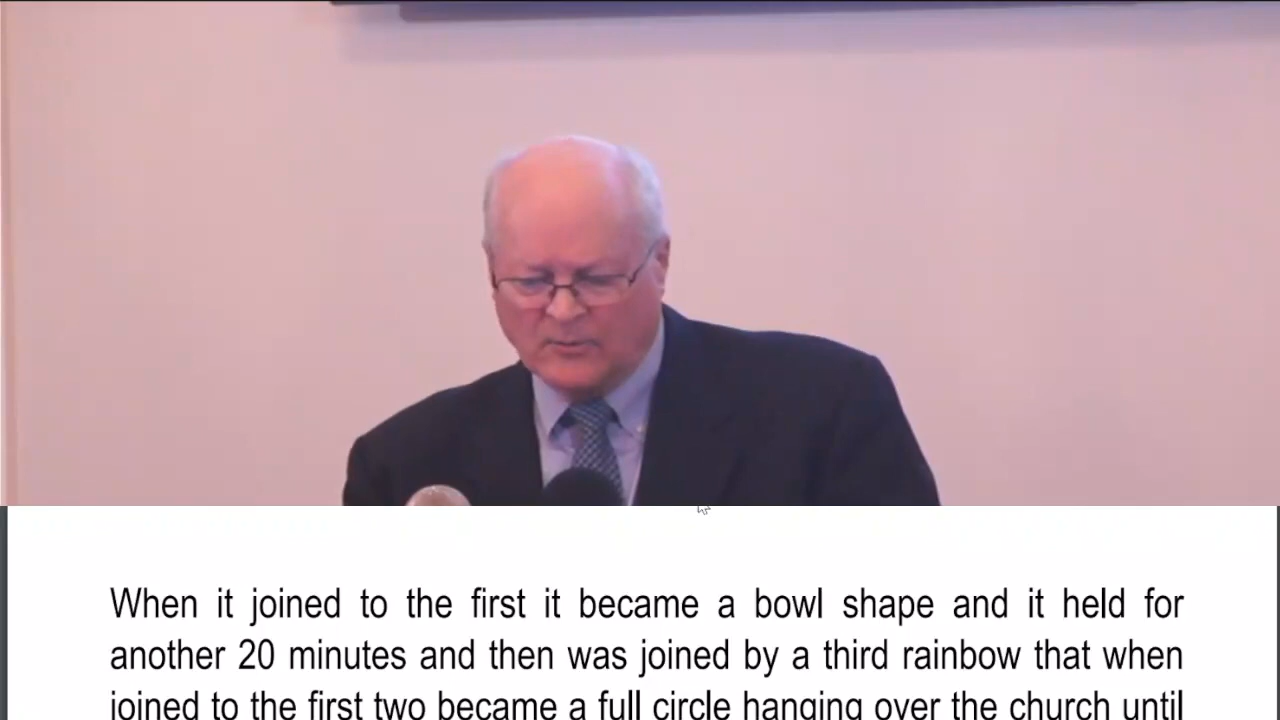 When it joined to the first it became a bowl shape and it held for
another 20 minutes and then was joined by a third rainbow that when
joined to the first two became a full circle hanging over the church until